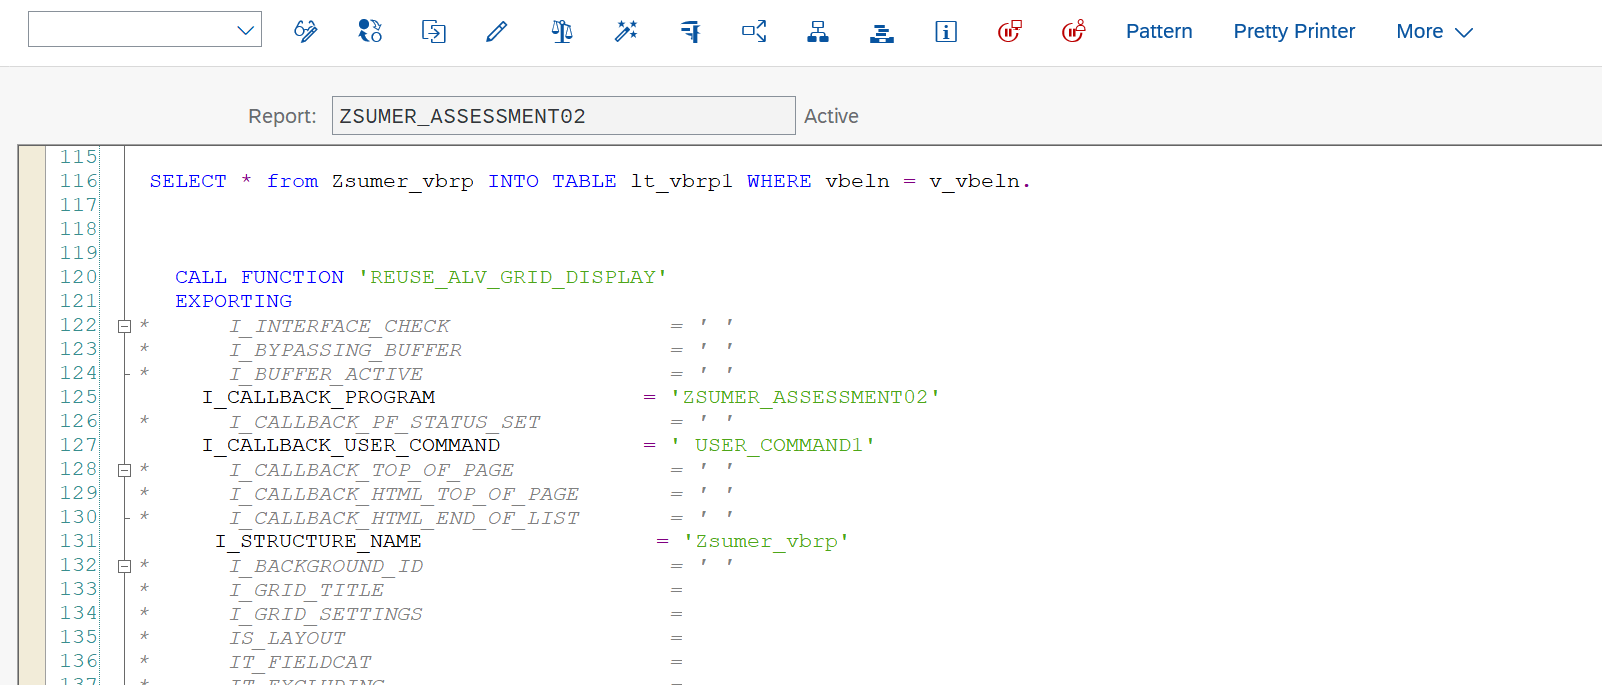 Pattern Pretty Printer More
Report: ZSUMER_ASSESSMENT02 Active
115
116 SELECT * from Zsumer_vbrp INTO TABLE lt_vbrp1 WHERE vbeln = v_vbeln.
117
118
119
120 CALL FUNCTION 'REUSE_ALV_GRID_DISPLAY'
121 EXPORTING
122 * I_INTERFACE_CHECK = ' '
123 * I_BYPASSING_BUFFER = ' '
124 * I_BUFFER_ACTIVE = ' '
125 I_CALLBACK_PROGRAM = 'ZSUMER_ASSESSMENT02'
126 * I_CALLBACK_PF_STATUS_SET = ' '
127 I_CALLBACK_USER_COMMAND = ' USER_COMMAND1'
128 * I_CALLBACK_TOP_OF_PAGE = ' '
129 * I_CALLBACK_HTML_TOP_OF_PAGE = ' '
130 * I_CALLBACK_HTML_END_OF_LIST = ' '
131 I_STRUCTURE_NAME = 'Zsumer_vbrp'
132 * I_BACKGROUND_ID = ' '
133 * I_GRID_TITLE =
134 * I_GRID_SETTINGS =
135 * IS_LAYOUT =
136 * IT_FIELDCAT =
137 * IT_EXCLUDING =